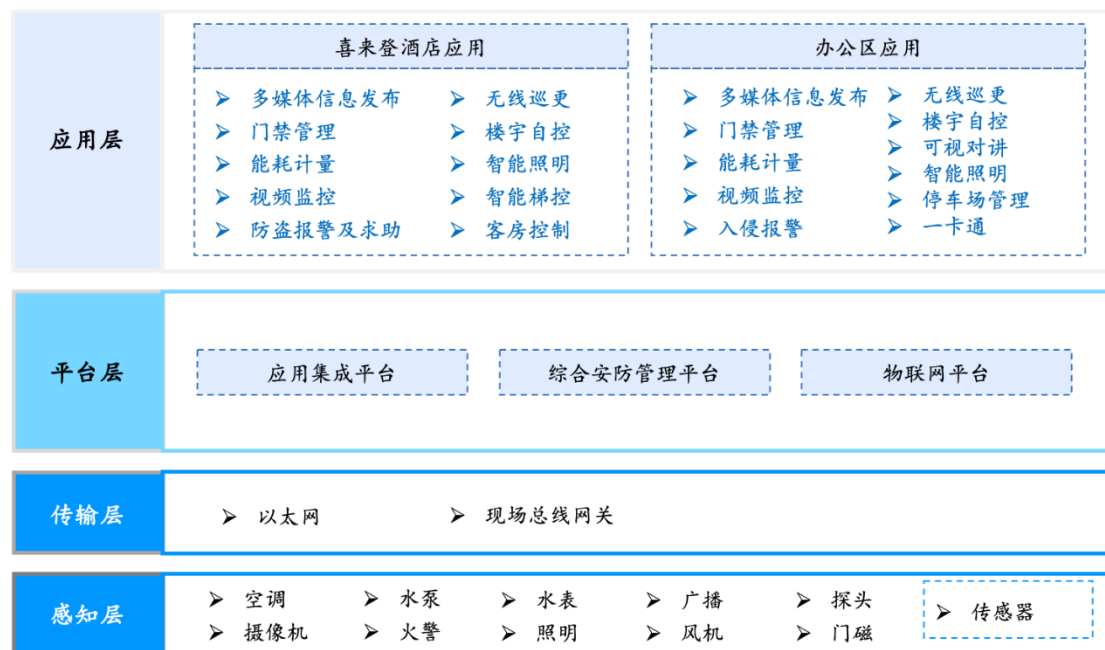 应用层
喜来登酒店应用
多媒体信息发布
门禁管理
能耗计量
视频监控
防盗报警及求助
无线巡更
楼宇自控
智能照明
智能梯控
客房控制
办公区应用
多媒体信息发布
门禁管理
能耗计量
视频监控
入侵报警
无线巡更
楼宇自控
可视对讲
智能照明
停车场管理
一卡通
平台层
应用集成平台
综合安防管理平台
物联网平台
传输层
以太网
现场总线网关
感知层
空调
水泵
水表
广播
探头
传感器
摄像机
火警
照明
风机
门磁